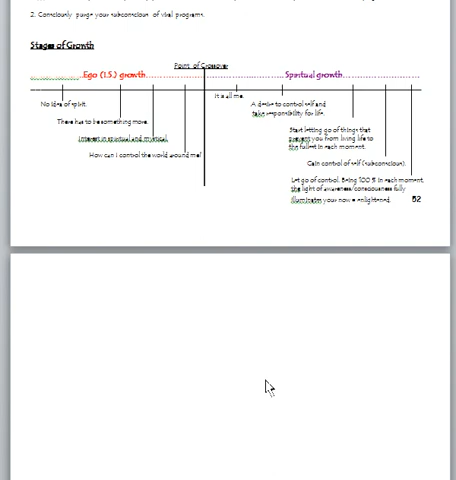 2. Consciously purge your subconscious of viral programs.
Stages of Growth
Point of Crossover
Ego (I.S.) growth
Spiritual growth
It is all me.
No idea of spirit.
A desire to control self and
take responsibility for life.
There has to be something more.
Start letting go of things that
prevent you from living life to
the fullest in each moment.
Interest in spiritual and mystical.
How can I control the world around me?
Gain control of self (subconscious).
Let go of control. Being 100 % in each moment,
the light of awareness/consciousness fully
illuminates your now = enlightened.
52